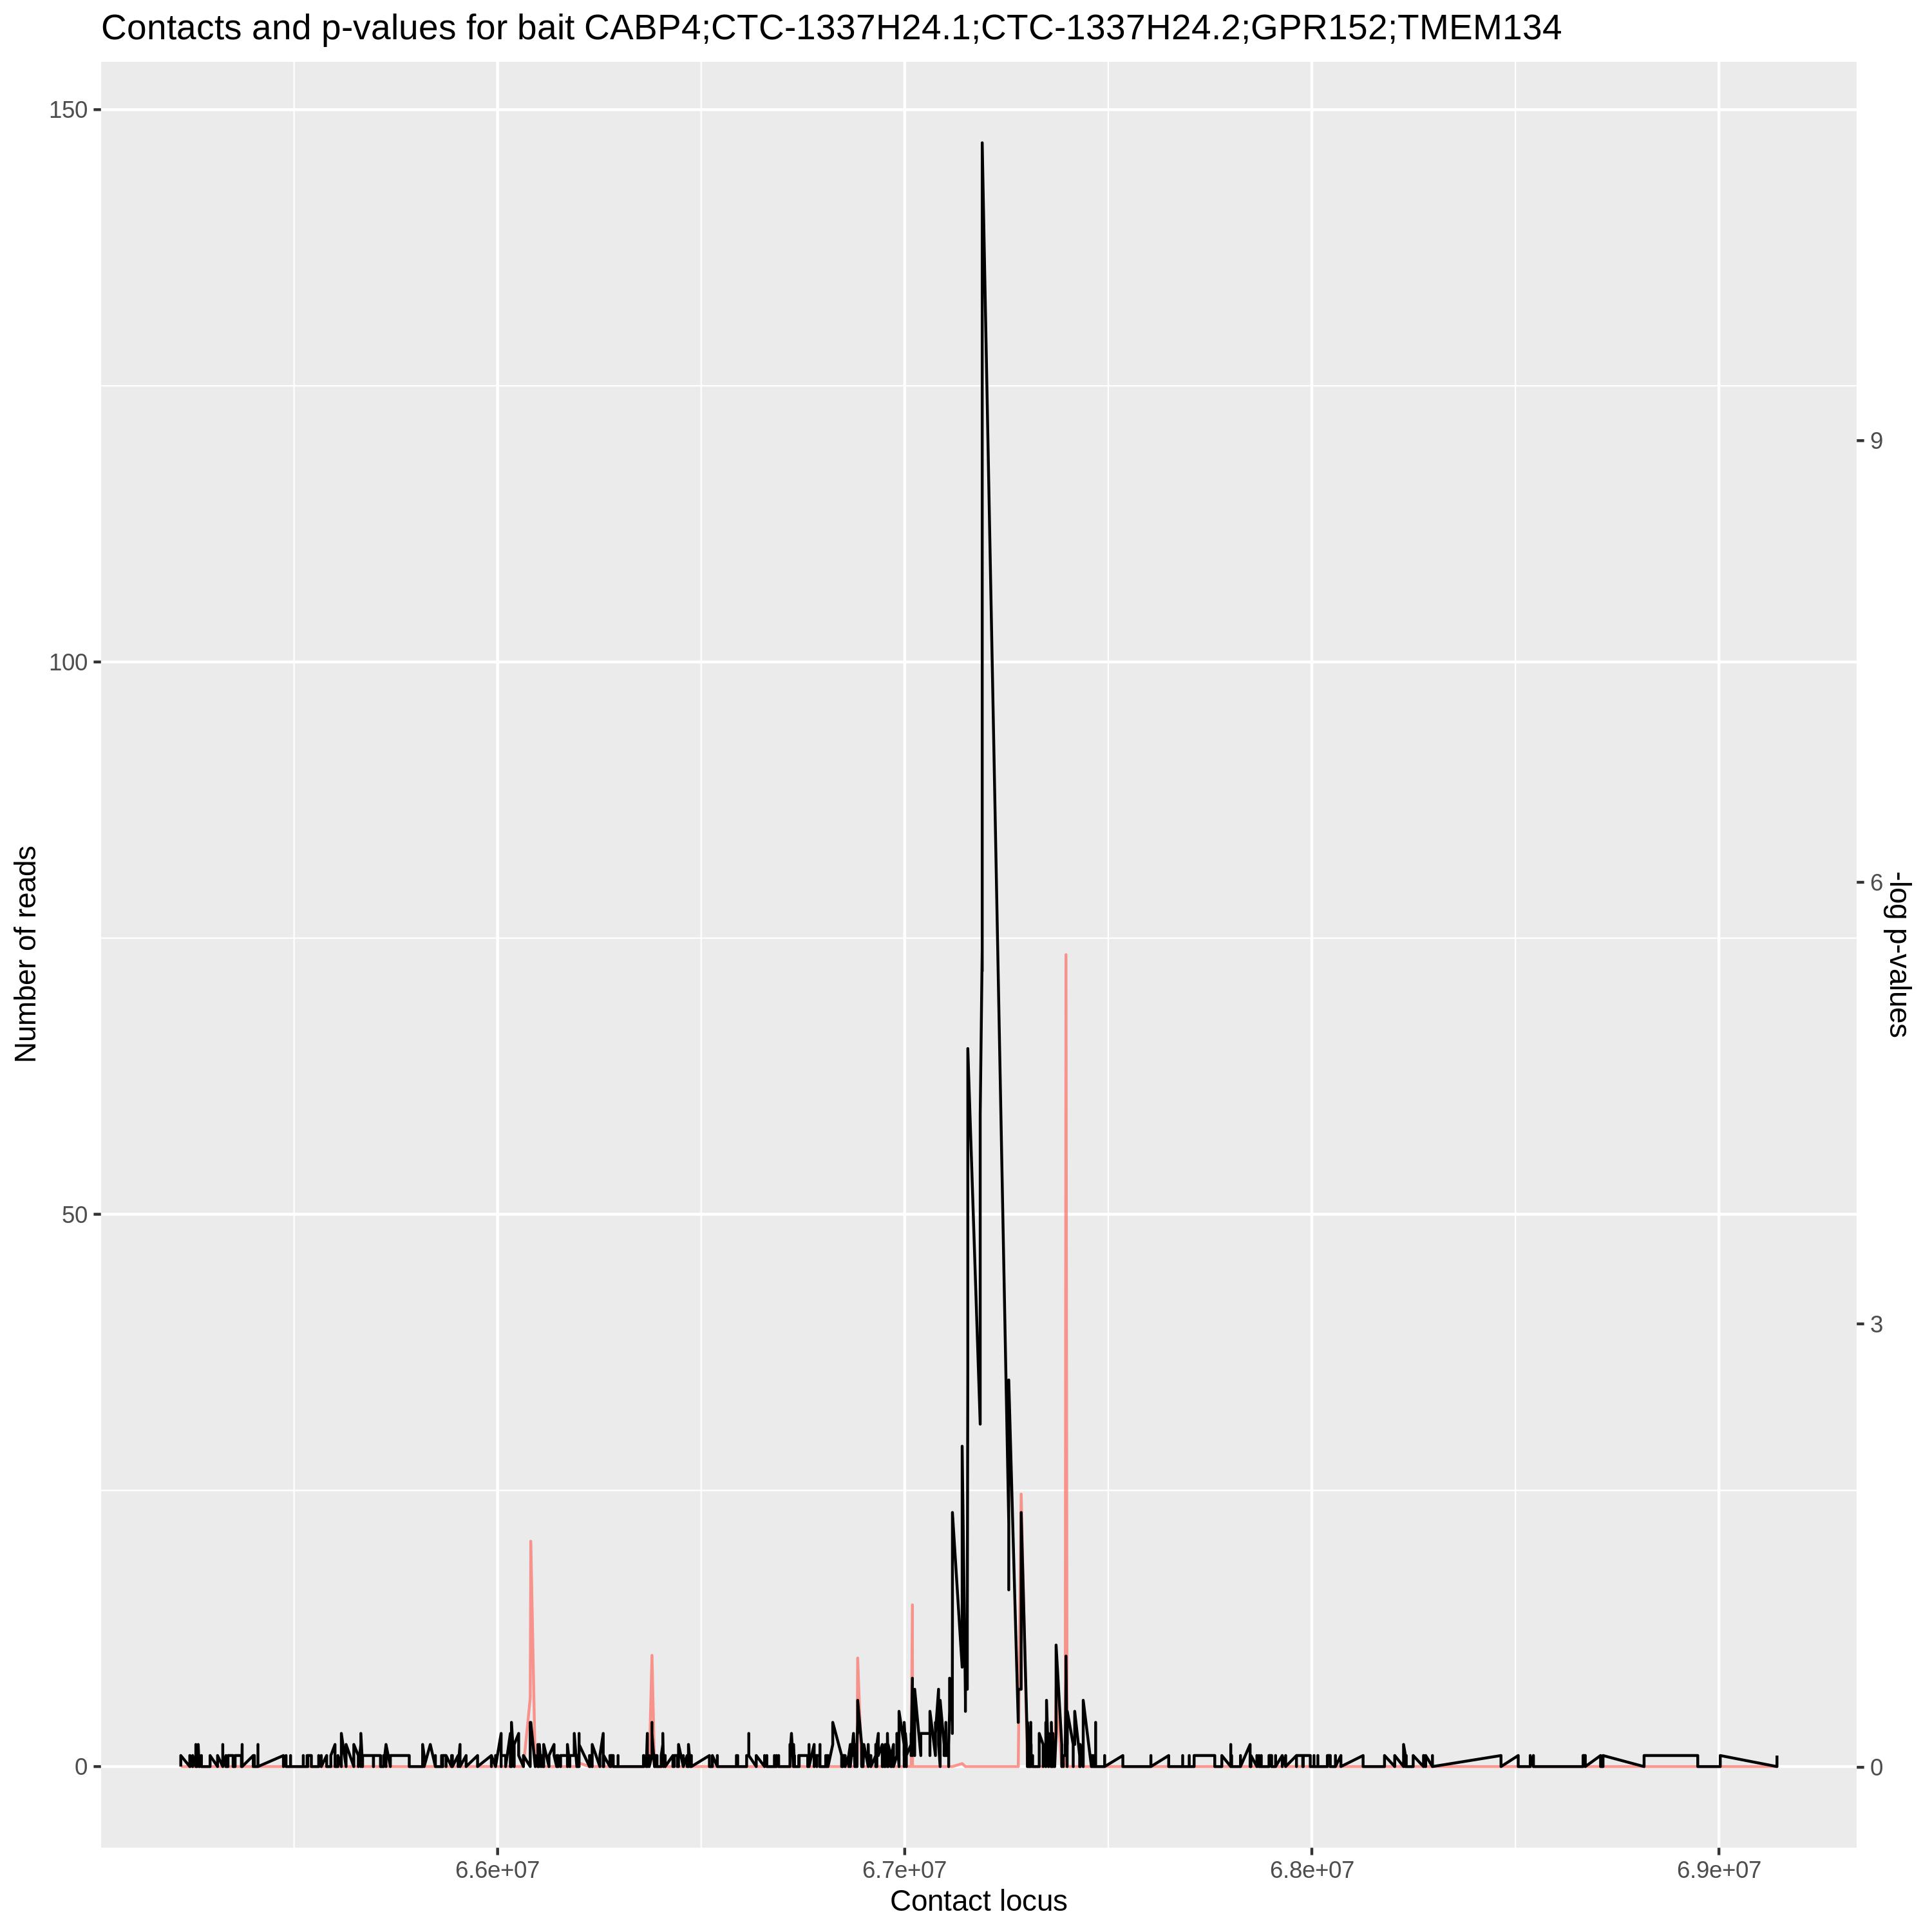 Contacts and p-values for bait CABP4;CTC-1337H24.1;CTC-1337H24.2;GPR152;TMEM134
150
100
50
0
Number of reads
9
6
3
0
-log p-values
6.6e+07
6.7e+07
6.8e+07
6.9e+07
Contact locus